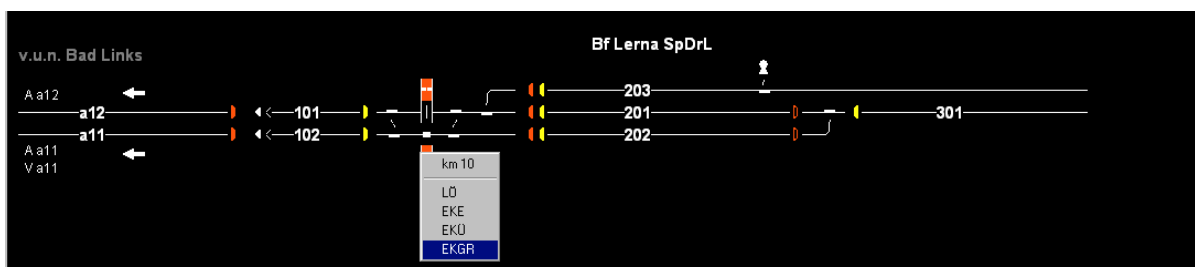 Bf Lerna SpDrL
v.u.n. Bad Links
A a12
203
a12 101 201 301
a11 102 202
A a11
V a11
km 10
LÖ
EKE
EKÜ
EKGR